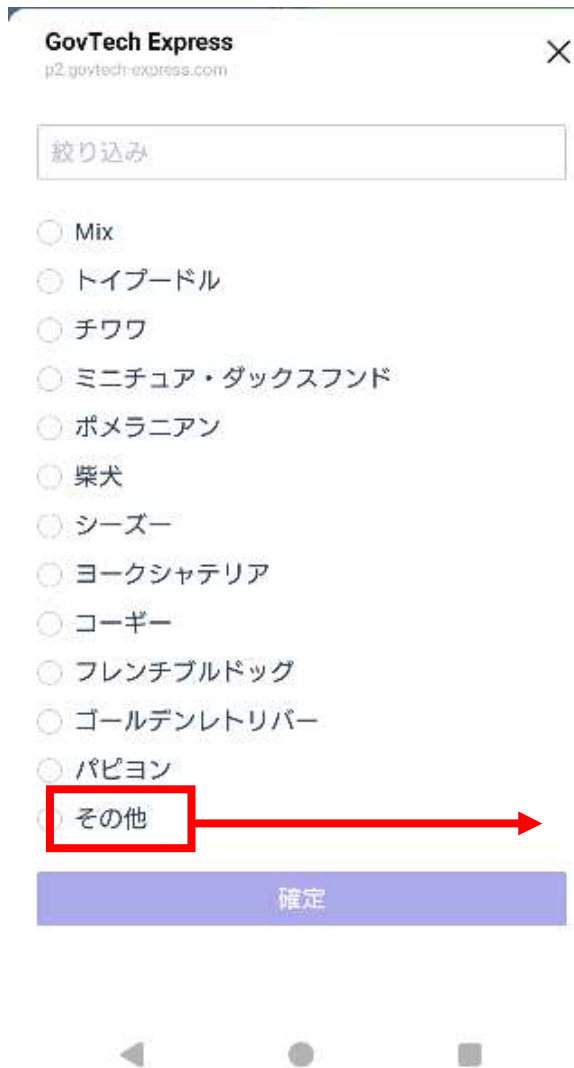 GovTech Express
p2.govtech-express.com
絞り込み
Mix
トイプードル
チワワ
ミニチュア・ダックスフンド
ポメラニアン
柴犬
シーズー
ヨークシャテリア
コーギー
フレンチブルドッグ
ゴールデンレトリバー
パピヨン
その他
確定